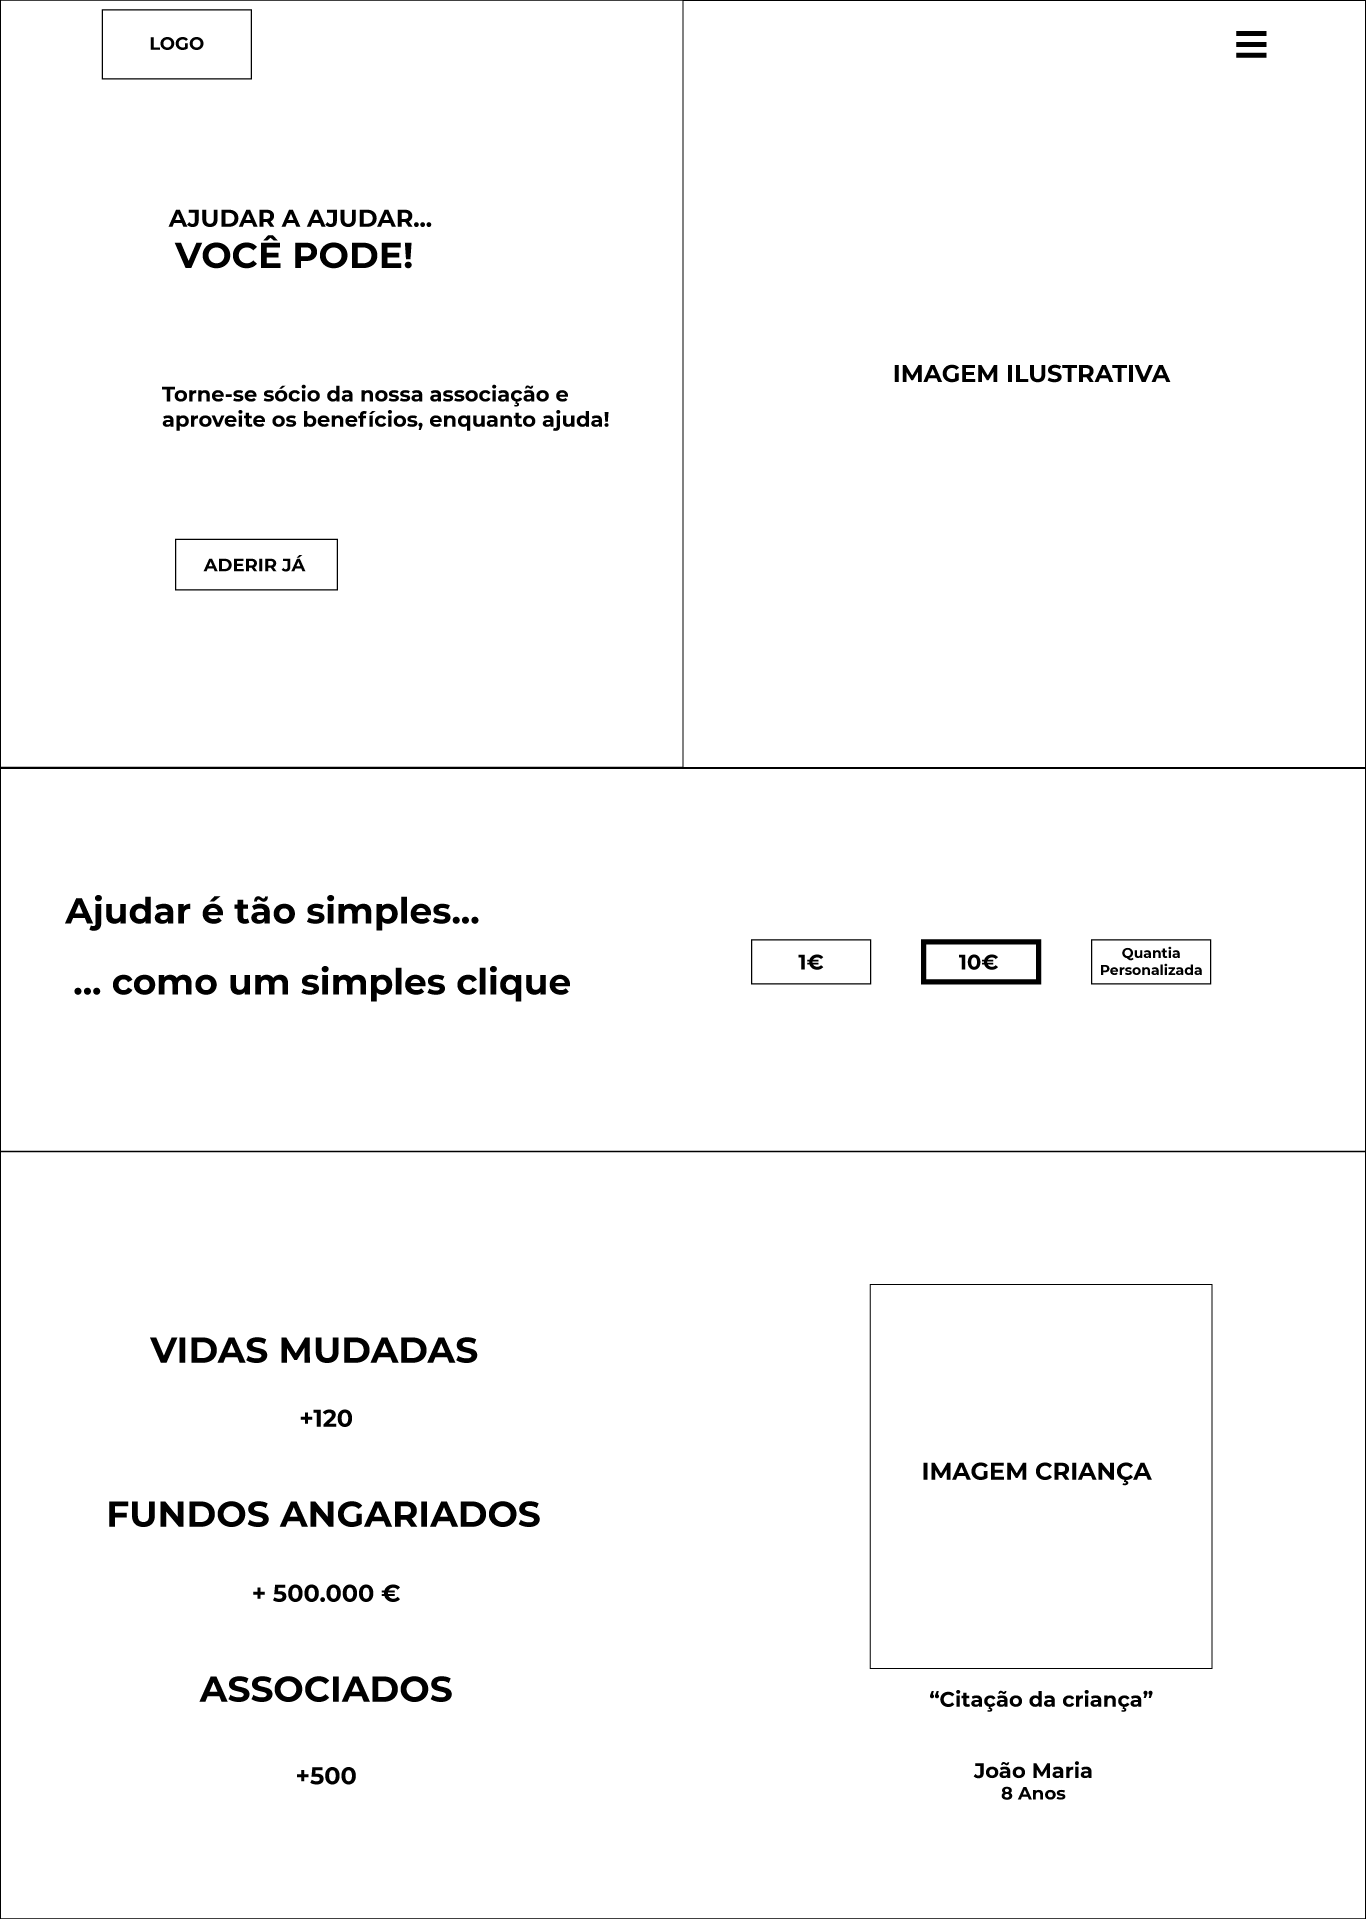 LOGO
AJUDAR A AJUDAR...
VOCÊ PODE!
Torne-se sócio da nossa associação e
aproveite os benefícios, enquanto ajuda!
ADERIR JÁ
IMAGEM ILUSTRATIVA
Ajudar é tão simples...
... como um simples clique
1€
10€
Quantia
Personalizada
VIDAS MUDADAS
+120
FUNDOS ANGARIADOS
+ 500.000 €
ASSOCIADOS
+500
IMAGEM CRIANÇA
“Citação da criança”
João Maria
8 Anos